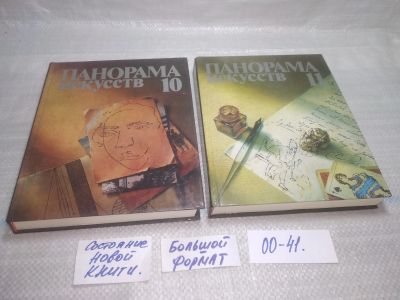 ПАНОРАМА
ИСКУССТВ 10
ПАНОРАМА
ИСКУССТВ 11
СОСТОЯНИЕ
НОВОЙ
КНИГИ.
БОЛЬШОЙ
ФОРМАТ
00-41.